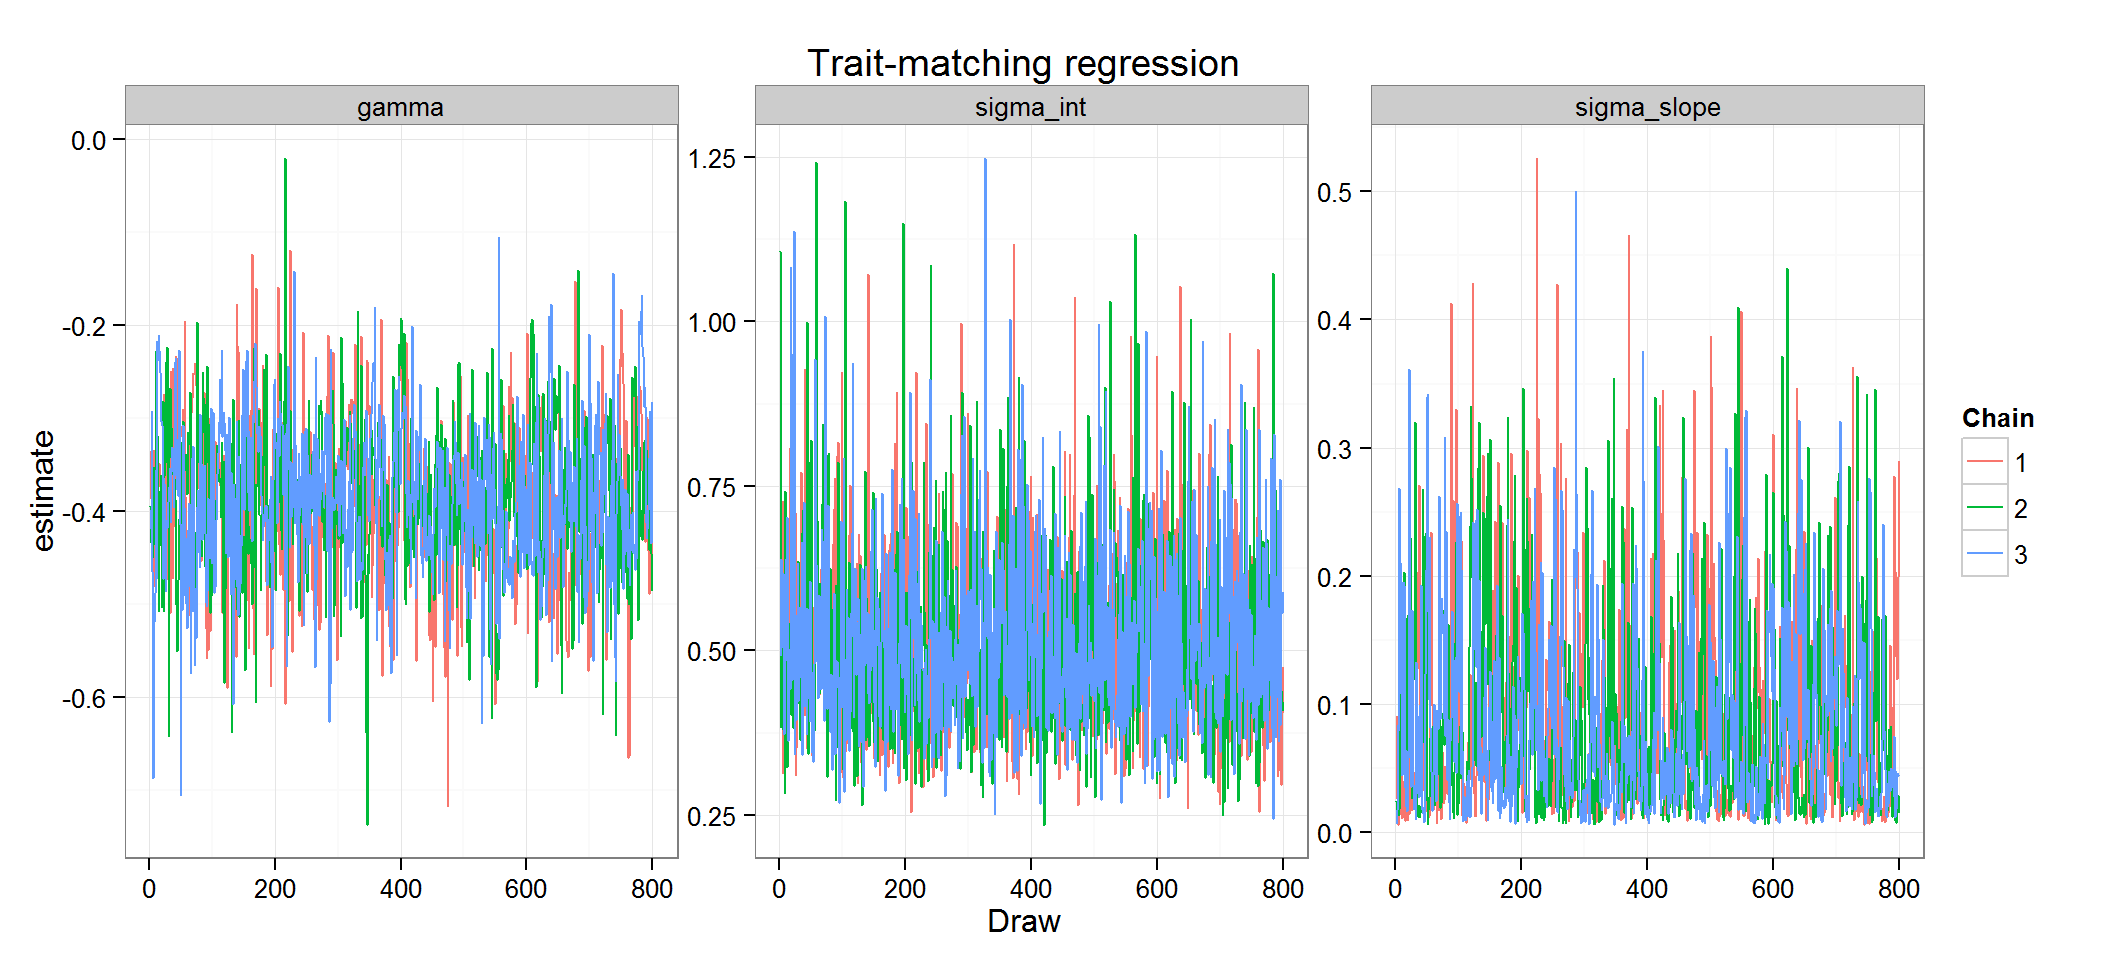 Trait-matching regression
gamma
sigma_int
sigma_slope
estimate
0.0
-0.2
-0.4
-0.6
1.25
1.00
0.75
0.50
0.25
0.5
0.4
0.3
0.2
0.1
0.0
0 200 400 600 800
0 200 400 600 800
0 200 400 600 800
Draw
Chain
1
2
3